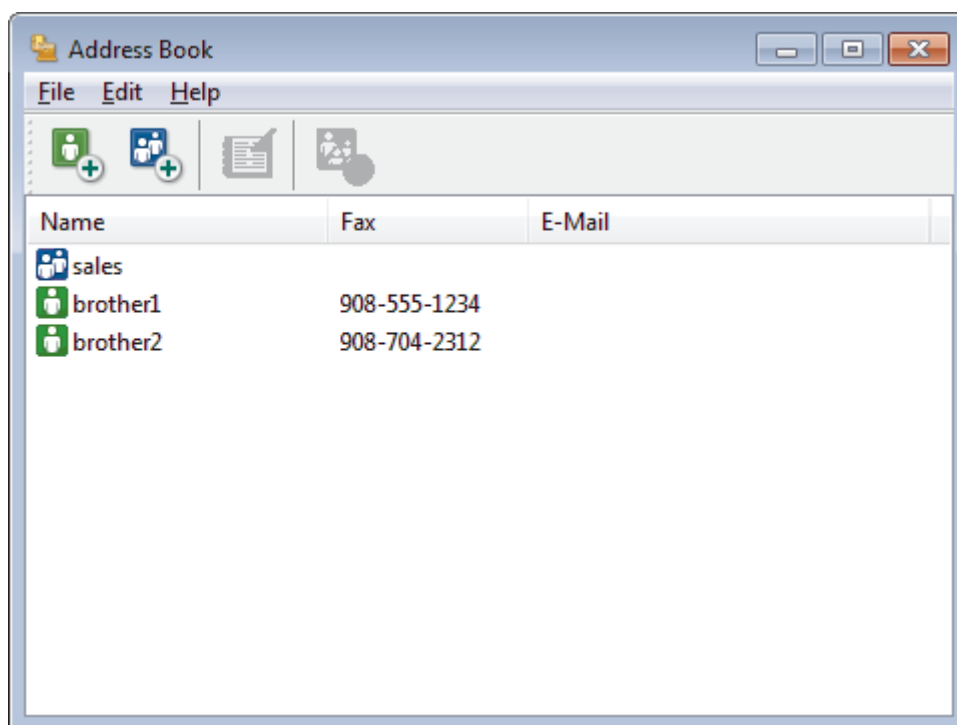 Address Book
File Edit Help
Name Fax E-Mail
sales
brother1 908-555-1234
brother2 908-704-2312